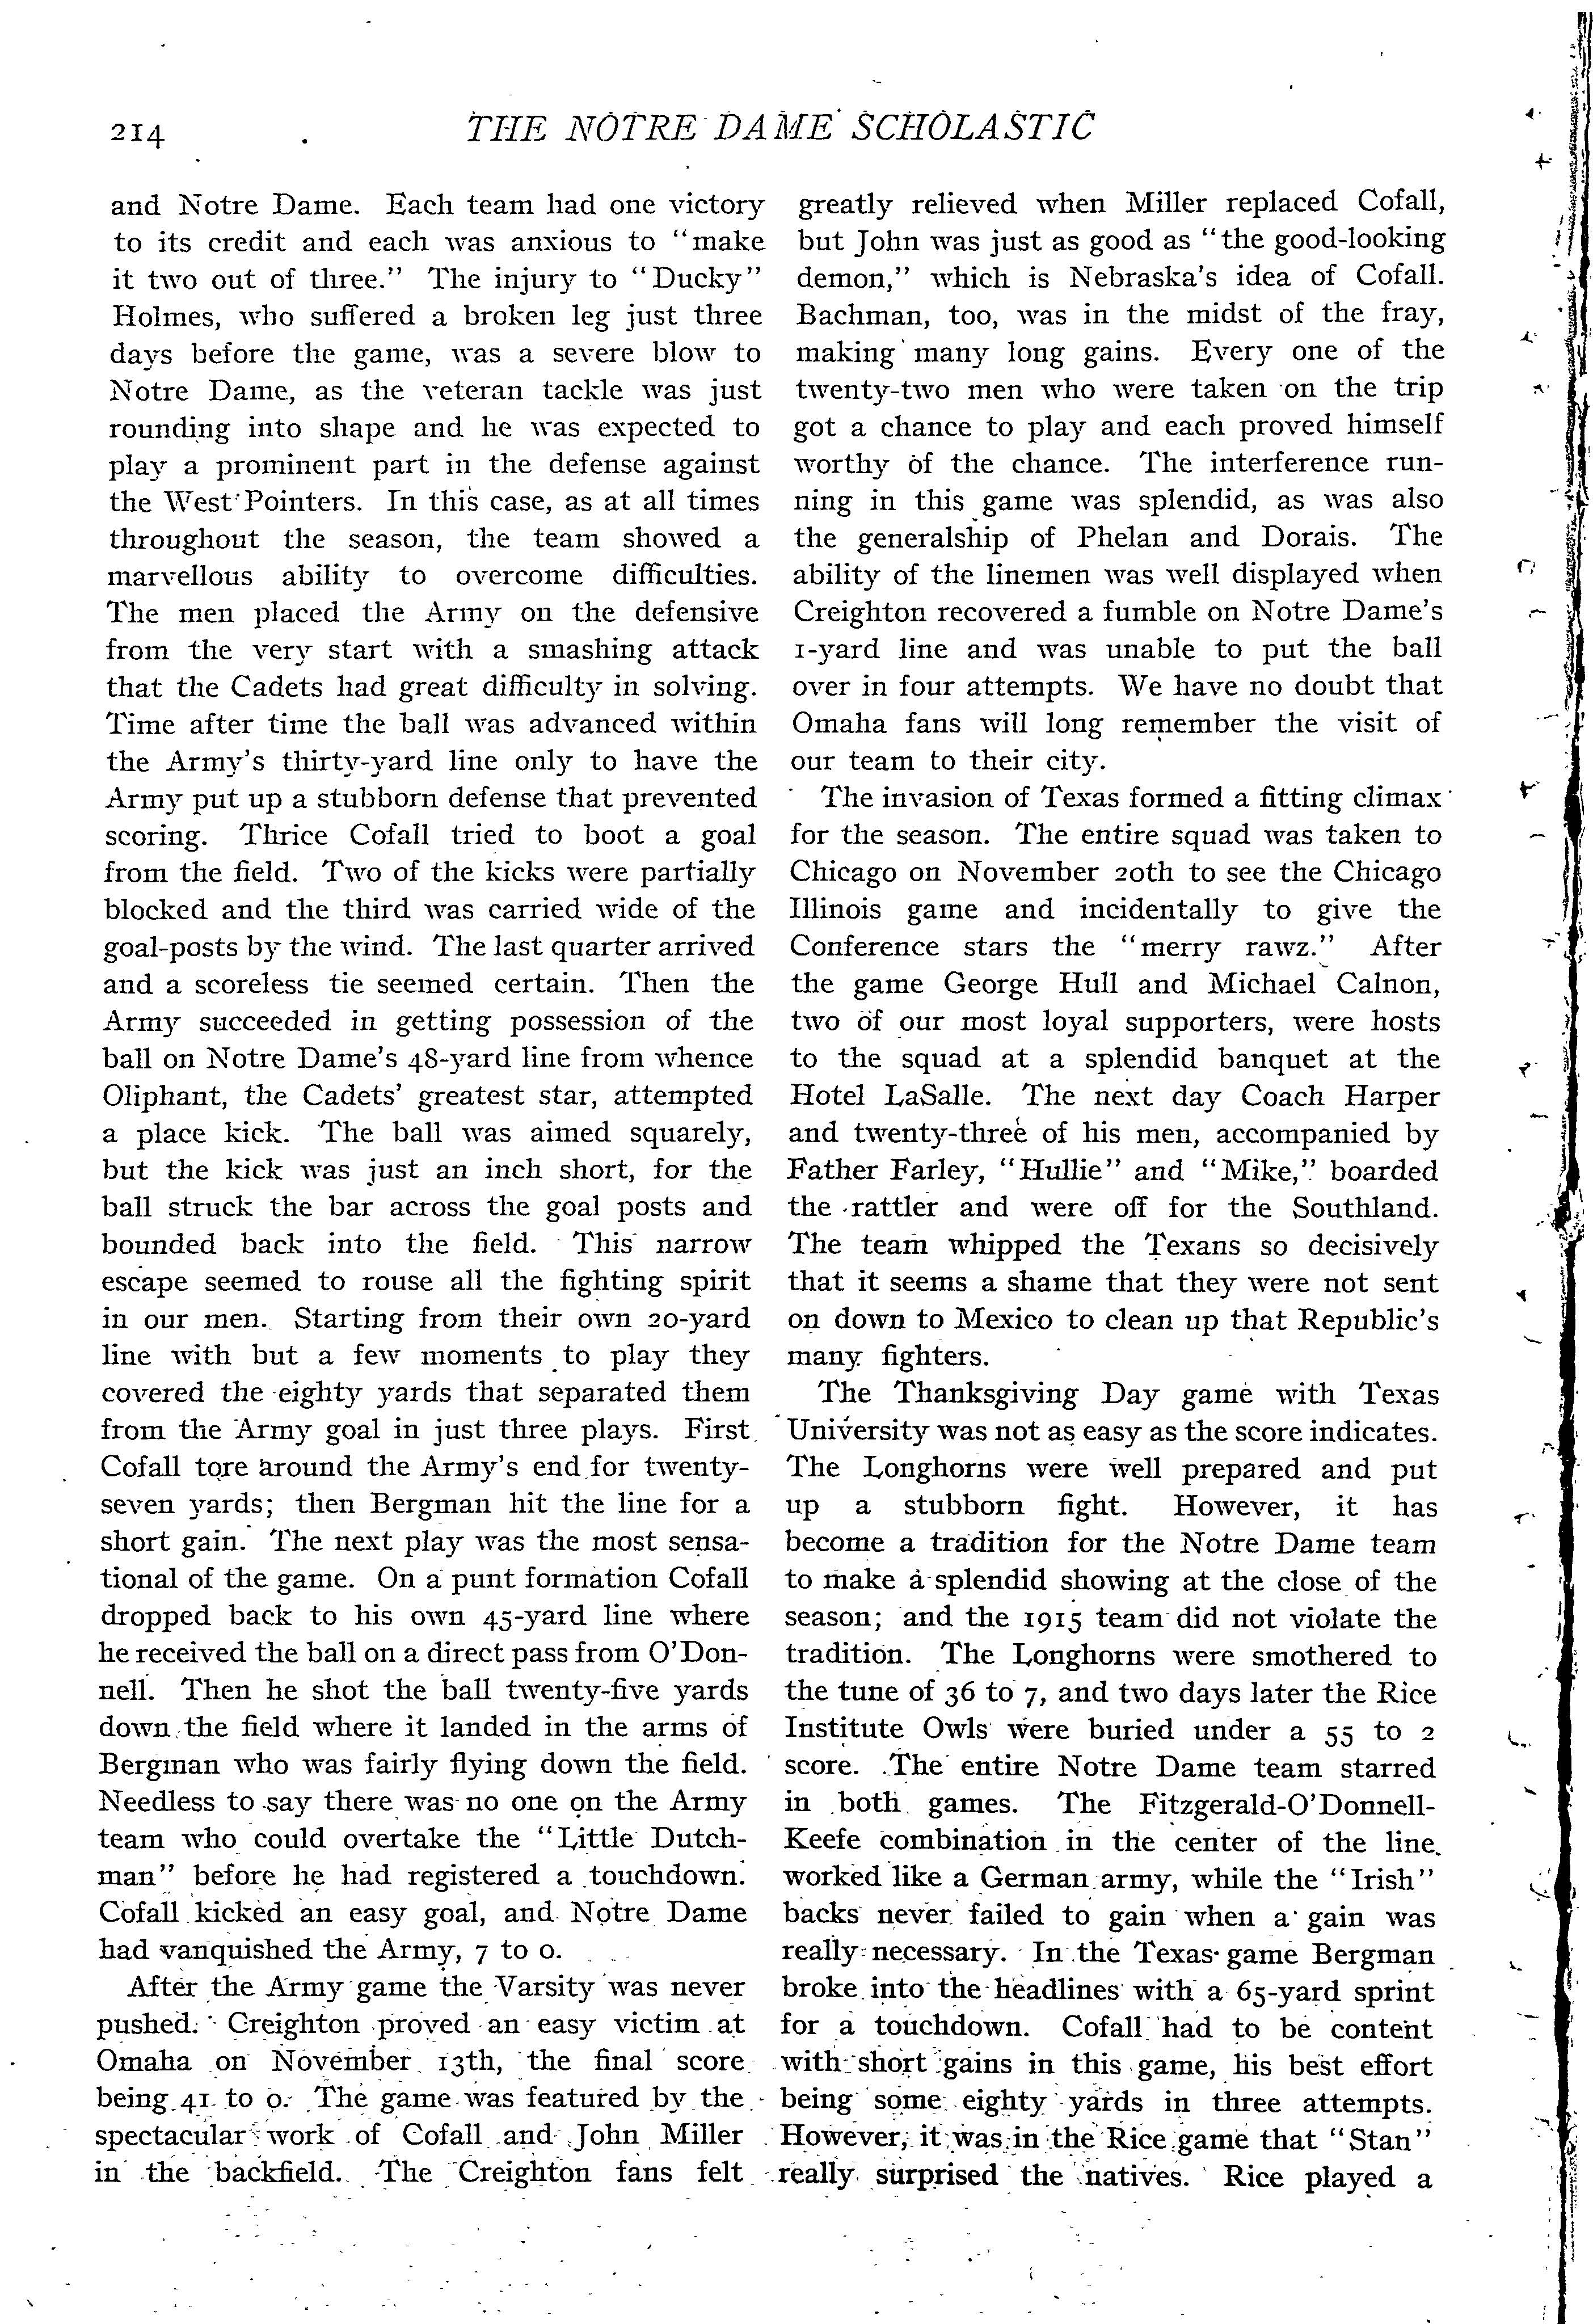 214
THE NOTRE DAME SCHOLASTIC
and Notre Dame. Each team had one victory
to its credit and each was anxious to “make
it two out of three.” The injury to “Ducky”
Holmes, who suffered a broken leg just three
days before the game, was a severe blow to
Notre Dame, as the veteran tackle was just
rounding into shape and he was expected to
play a prominent part in the defense against
the West Pointers. In this case, as at all times
throughout the season, the team showed a
marvellous ability to overcome difficulties.
The men placed the Army on the defensive
from the very start with a smashing attack
that the Cadets had great difficulty in solving.
Time after time the ball was advanced within
the Army’s thirty-yard line only to have the
Army put up a stubborn defense that prevented
scoring. Thrice Cofall tried to boot a goal
from the field. Two of the kicks were partially
blocked and the third was carried wide of the
goal-posts by the wind. The last quarter arrived
and a scoreless tie seemed certain. Then the
Army succeeded in getting possession of the
ball on Notre Dame’s 48-yard line from whence
Oliphant, the Cadets’ greatest star, attempted
a place kick. The ball was aimed squarely,
but the kick was just an inch short, for the
ball struck the bar across the goal posts and
bounded back into the field. This narrow
escape seemed to rouse all the fighting spirit
in our men. Starting from their own 20-yard
line with but a few moments to play they
covered the eighty yards that separated them
from the Army goal in just three plays. First
Cofall tore around the Army’s end for twenty-
seven yards; then Bergman hit the line for a
short gain. The next play was the most sensa-
tional of the game. On a punt formation Cofall
dropped back to his own 45-yard line where
he received the ball on a direct pass from O’Don-
nell. Then he shot the ball twenty-five yards
down the field where it landed in the arms of
Bergman who was fairly flying down the field.
Needless to say there was no one on the Army
team who could overtake the “Little Dutch-
man” before he had registered a touchdown.
Cofall kicked an easy goal, and Notre Dame
had vanquished the Army, 7 to 0.
After the Army game the Varsity was never
pushed. Creighton proved an easy victim at
Omaha on November 13th, the final score
being 41 to 0. The game was featured by the
spectacular work of Cofall and John Miller
in the backfield. The Creighton fans felt
greatly relieved when Miller replaced Cofall,
but John was just as good as “the good-looking
demon,” which is Nebraska’s idea of Cofall.
Bachman, too, was in the midst of the fray,
making many long gains. Every one of the
twenty-two men who were taken on the trip
got a chance to play and each proved himself
worthy of the chance. The interference run-
ning in this game was splendid, as was also
the generalship of Phelan and Dorais. The
ability of the linemen was well displayed when
Creighton recovered a fumble on Notre Dame’s
1-yard line and was unable to put the ball
over in four attempts. We have no doubt that
Omaha fans will long remember the visit of
our team to their city.
The invasion of Texas formed a fitting climax
for the season. The entire squad was taken to
Chicago on November 20th to see the Chicago
Illinois game and incidentally to give the
Conference stars the “merry rawz.” After
the game George Hull and Michael Calnon,
two of our most loyal supporters, were hosts
to the squad at a splendid banquet at the
Hotel LaSalle. The next day Coach Harper
and twenty-three of his men, accompanied by
Father Farley, “Hullie” and “Mike,” boarded
the rattler and were off for the Southland.
The team whipped the Texans so decisively
that it seems a shame that they were not sent
on down to Mexico to clean up that Republic’s
many fighters.
The Thanksgiving Day game with Texas
University was not as easy as the score indicates.
The Longhorns were well prepared and put
up a stubborn fight. However, it has
become a tradition for the Notre Dame team
to make a splendid showing at the close of the
season; and the 1915 team did not violate the
tradition. The Longhorns were smothered to
the tune of 36 to 7, and two days later the Rice
Institute Owls were buried under a 55 to 2
score. The entire Notre Dame team starred
in both games. The Fitzgerald-O’Donnell-
Keefe combination in the center of the line
worked like a German army, while the “Irish”
backs never failed to gain when a gain was
really necessary. In the Texas game Bergman
broke into the headlines with a 65-yard sprint
for a touchdown. Cofall had to be content
with short gains in this game, his best effort
being some eighty yards in three attempts.
However, it was in the Rice game that “Stan”
really surprised the natives. Rice played a